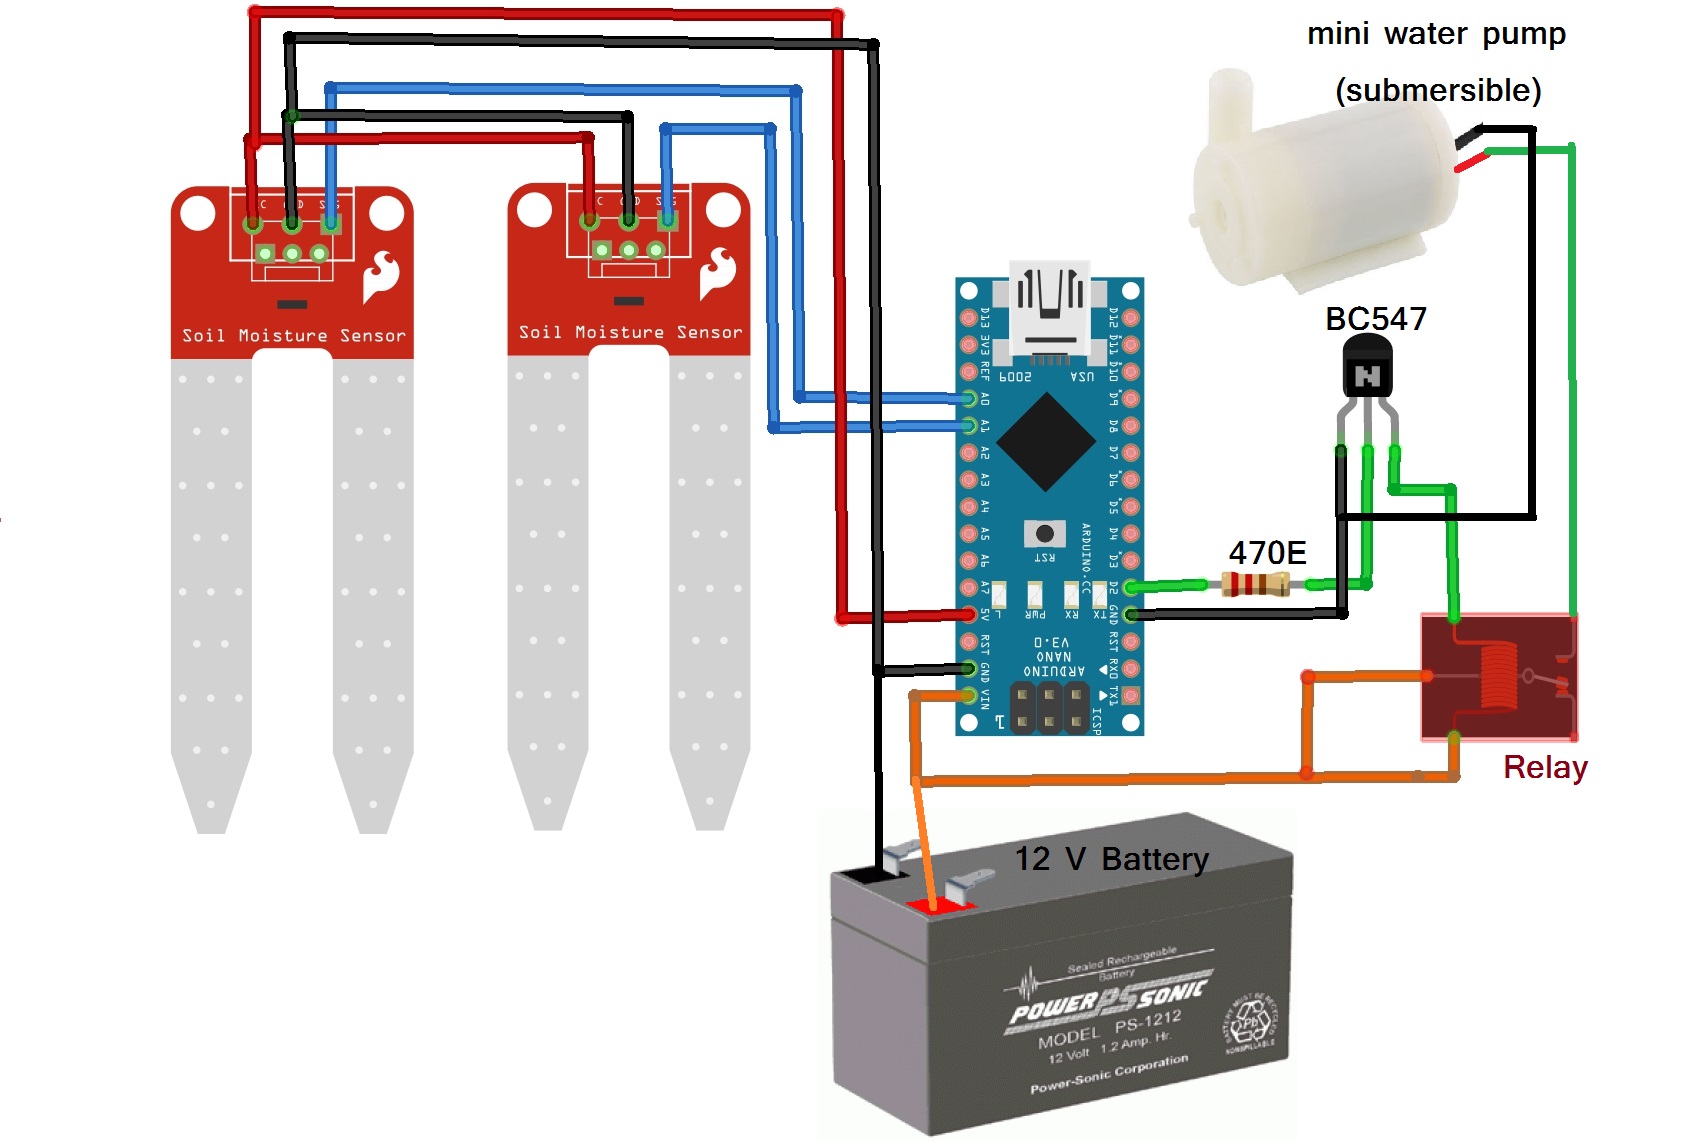 mini water pump
(submersible)
BC547
Soil Moisture Sensor
Soil Moisture Sensor
D13
3V3
REF
A0
A1
A2
A3
A4
A5
A6
A7
5V
RST
GND
VIN
D12
D11
D10
D9
D8
D7
D6
D5
D4
D3
D2
GND
RST
RX0
TX1
2009
USA
RST
ARDUINO.CC
L
PWR
RX
TX
ARDUINO
NANO
V3.0
ICSP
1
470E
Relay
12 V Battery
Sealed Rechargeable
Battery
POWER PS SONIC
MODEL PS-1212
12 Volt 1.2 Amp. Hr.
Power-Sonic Corporation
BATTERY MUST BE RECYCLED
Pb
NONSPILLABLE